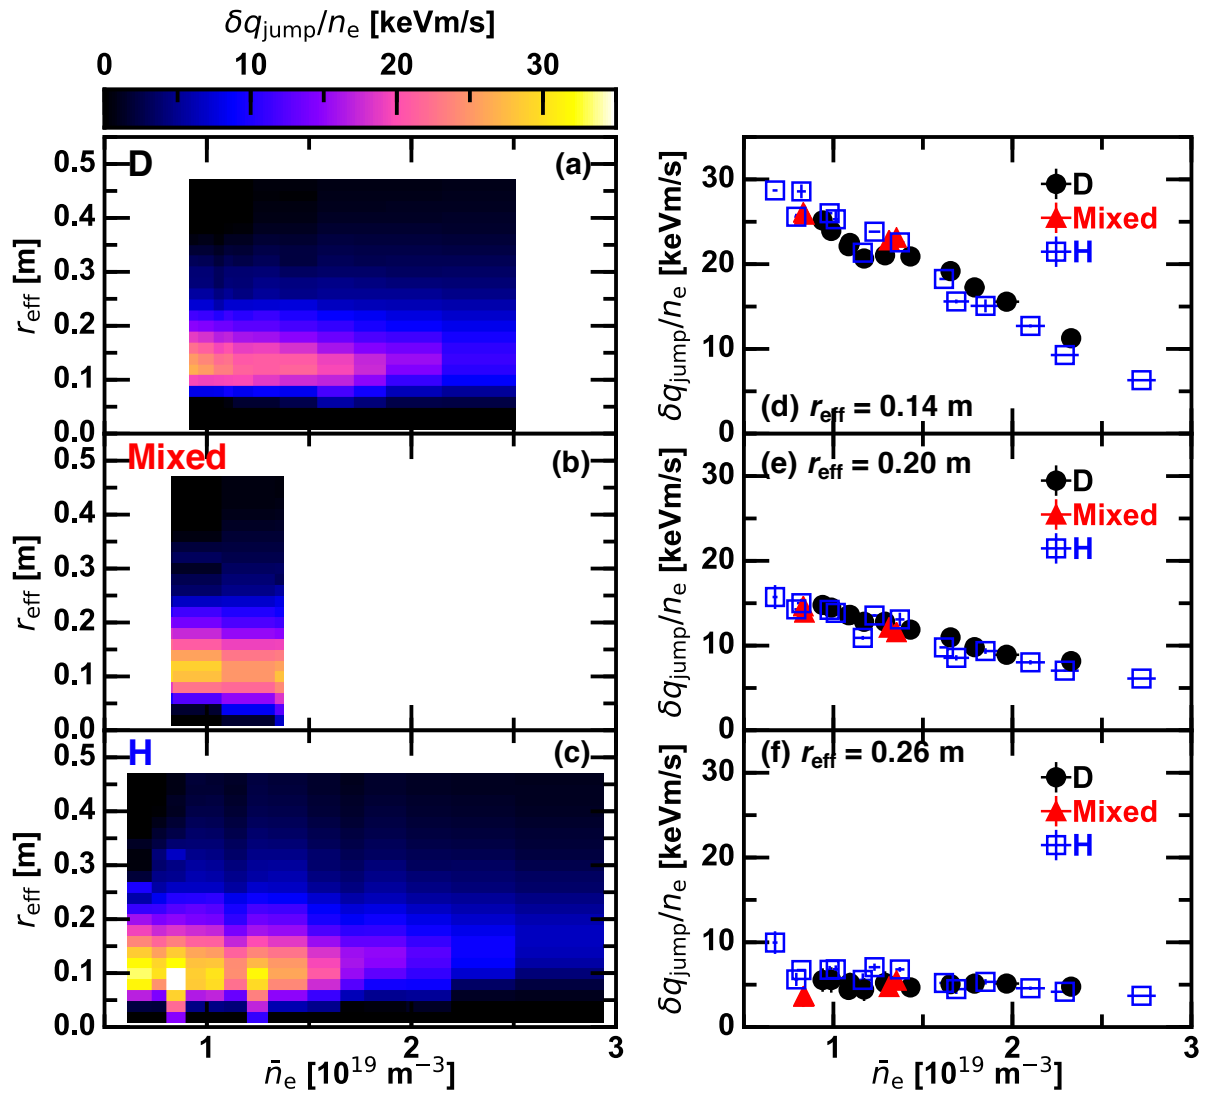 δq_jump/n_e [keVm/s]
0 10 20 30
D (a)
0.5
0.4
0.3
0.2
0.1
0.0
r_eff [m]
Mixed (b)
0.5
0.4
0.3
0.2
0.1
0.0
r_eff [m]
H (c)
0.5
0.4
0.3
0.2
0.1
0.0
r_eff [m]
1 2 3
n̄_e [10^19 m^−3]
30
20
10
δq_jump/n_e [keVm/s]
D
Mixed
H
(d) r_eff = 0.14 m
(e) r_eff = 0.20 m
30
20
10
0
δq_jump/n_e [keVm/s]
D
Mixed
H
(f) r_eff = 0.26 m
30
20
10
0
δq_jump/n_e [keVm/s]
D
Mixed
H
1 2 3
n̄_e [10^19 m^−3]